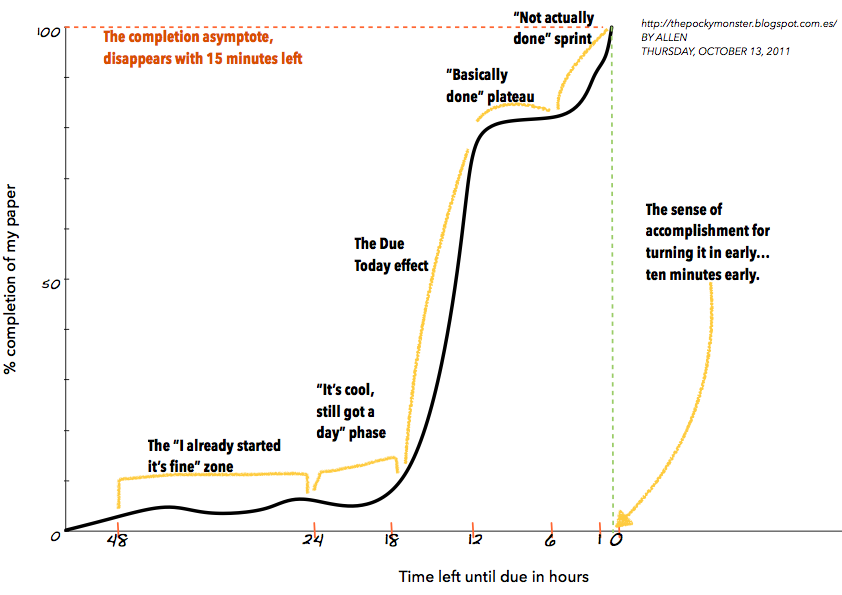 "Not actually
done" sprint
http://thepockymonster.blogspot.com.es/
BY ALLEN
THURSDAY, OCTOBER 13, 2011
100
The completion asymptote,
disappears with 15 minutes left
"Basically
done" plateau
The sense of
accomplishment for
turning it in early...
ten minutes early.
The Due
Today effect
% completion of my paper
50
"It's cool,
still got a
day" phase
The "I already started
it's fine" zone
0
48 24 18 12 6 1 0
Time left until due in hours